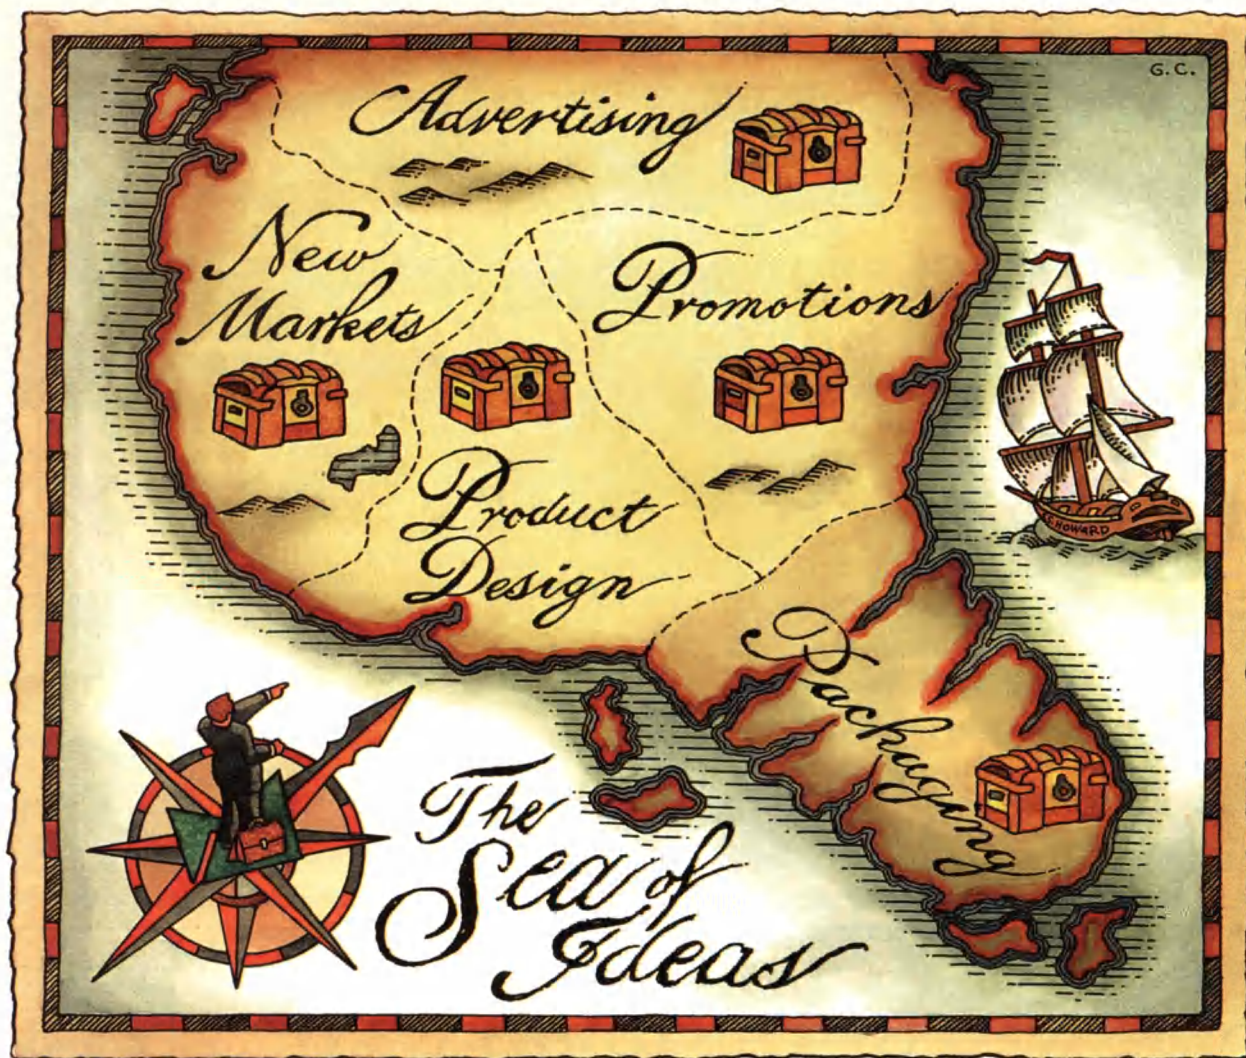 G.C.
Advertising
New
Markets
Promotions
Product
Design
HOWARD
Packaging
The
Sea of
Ideas